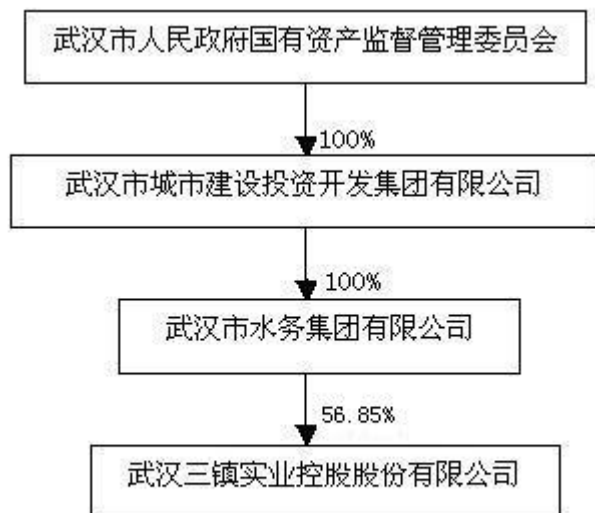 武汉市人民政府国有资产监督管理委员会
100%
武汉市城市建设投资开发集团有限公司
100%
武汉市水务集团有限公司
56.85%
武汉三镇实业控股股份有限公司